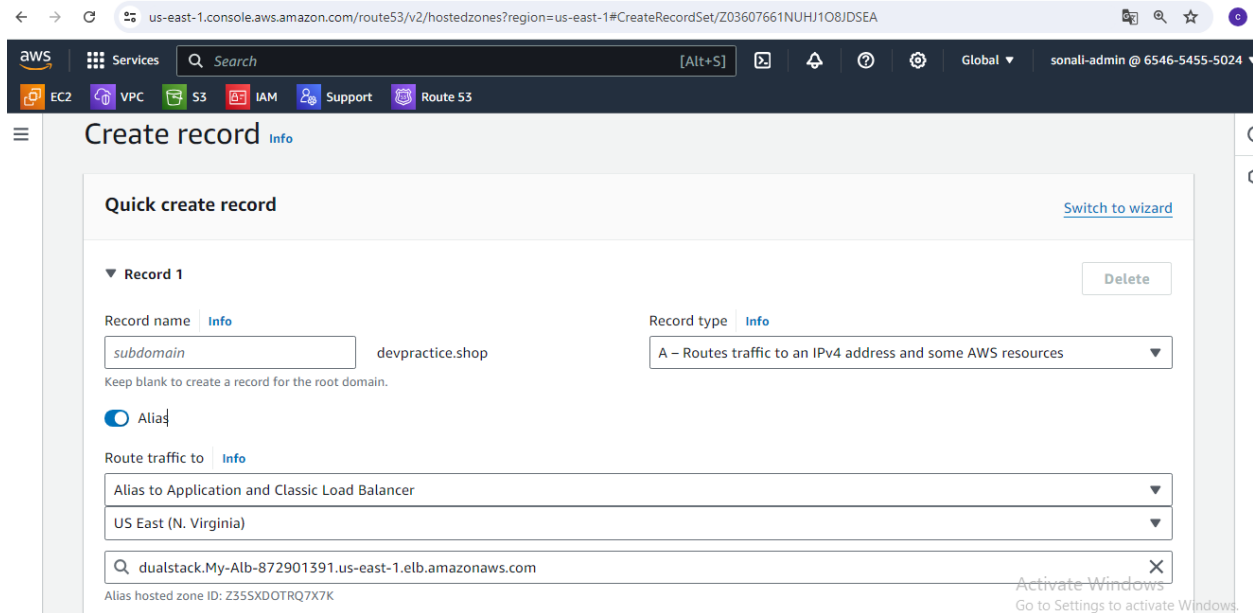 us-east-1.console.aws.amazon.com/route53/v2/hostedzones?region=us-east-1#CreateRecordSet/Z03607661NUHJ1O8JDSEA
C
aws Services Search [Alt+S] Global sonali-admin @ 6546-5455-5024
EC2 VPC S3 IAM Support Route 53
Create record Info
Quick create record
Switch to wizard
Record 1
Delete
Record name Info
Record type Info
subdomain
devpractice.shop
A – Routes traffic to an IPv4 address and some AWS resources
Keep blank to create a record for the root domain.
Alias
Route traffic to Info
Alias to Application and Classic Load Balancer
US East (N. Virginia)
dualstack.My-Alb-872901391.us-east-1.elb.amazonaws.com
Alias hosted zone ID: Z35SXDOTRQ7X7K
Activate Windows
Go to Settings to activate Windows.